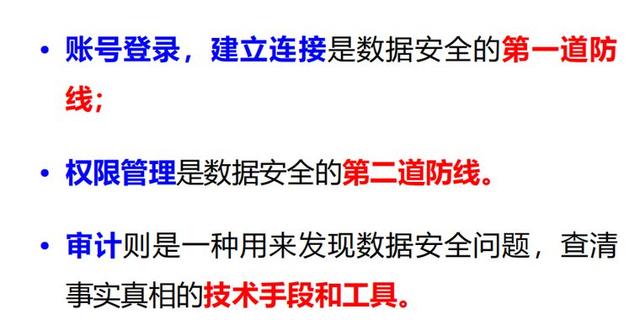 • 账号登录，建立连接是数据安全的第一道防
线；
• 权限管理是数据安全的第二道防线。
• 审计则是一种用来发现数据安全问题，查清
事实真相的技术手段和工具。